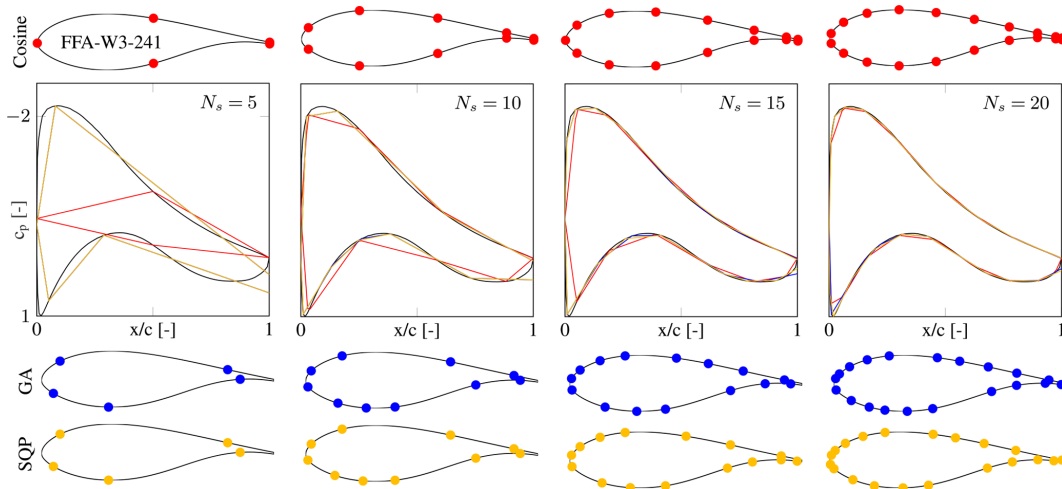 Cosine
FFA-W3-241
N_s = 5
N_s = 10
N_s = 15
N_s = 20
−2
c_p [-]
1
0
x/c [-]
1
0
x/c [-]
1
0
x/c [-]
1
0
x/c [-]
1
GA
SQP